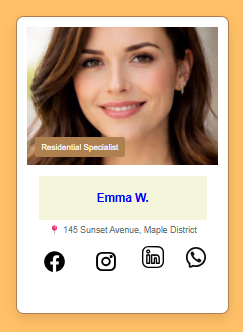 Residential Specialist
Emma W.
145 Sunset Avenue, Maple District